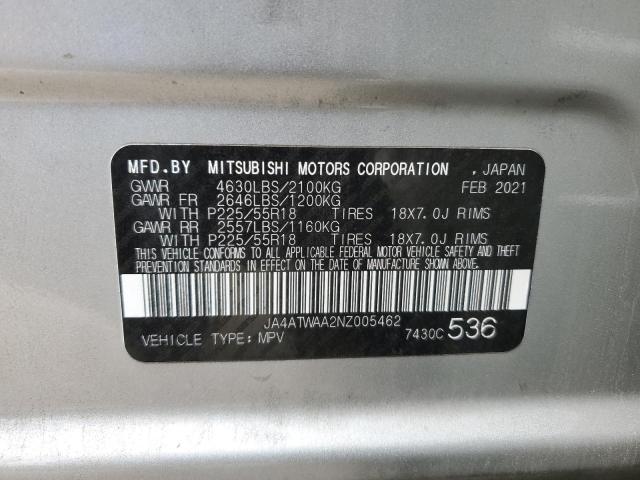 MFD.BY MITSUBISHI MOTORS CORPORATION , JAPAN
GVWR 4630LBS/2100KG FEB 2021
GAWR FR 2646LBS/1200KG
WITH P225/55R18 TIRES 18X7.0J RIMS
GAWR RR 2557LBS/1160KG
WITH P225/55R18 TIRES 18X7.0J RIMS
THIS VEHICLE CONFORMS TO ALL APPLICABLE FEDERAL MOTOR VEHICLE SAFETY AND THEFT
PREVENTION STANDARDS IN EFFECT ON THE DATE OF MANUFACTURE SHOWN ABOVE.
JA4ATWAA2NZ005462
VEHICLE TYPE: MPV 7430C 536